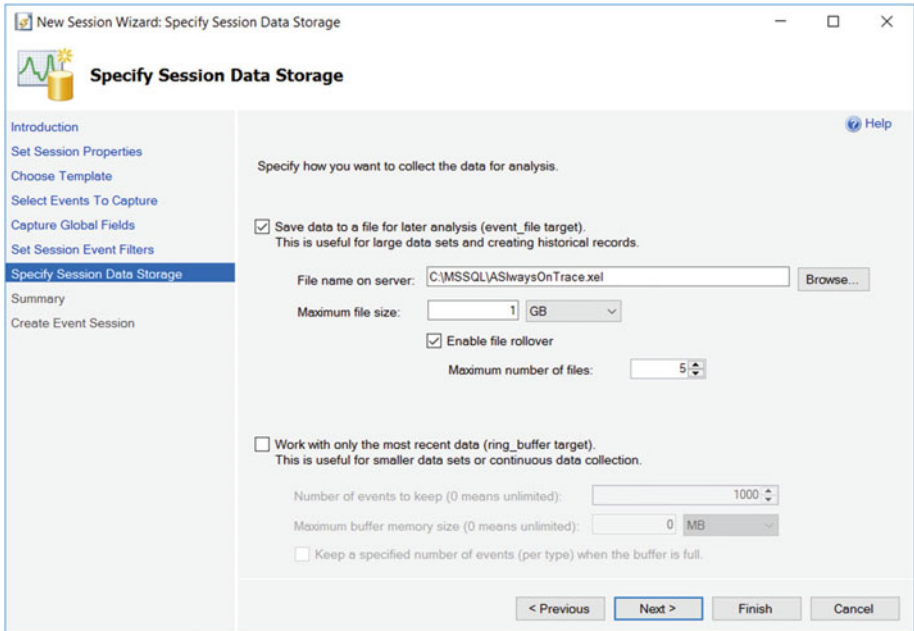 New Session Wizard: Specify Session Data Storage
Specify Session Data Storage
Introduction
Set Session Properties
Choose Template
Select Events To Capture
Capture Global Fields
Set Session Event Filters
Specify Session Data Storage
Summary
Create Event Session
Help
Specify how you want to collect the data for analysis.
Save data to a file for later analysis (event_file target).
This is useful for large data sets and creating historical records.
File name on server: C:\MSSQL\ASlwaysOnTrace.xel Browse...
Maximum file size: 1 GB
Enable file rollover
Maximum number of files: 5
Work with only the most recent data (ring_buffer target).
This is useful for smaller data sets or continuous data collection.
Number of events to keep (0 means unlimited): 1000
Maximum buffer memory size (0 means unlimited): 0 MB
Keep a specified number of events (per type) when the buffer is full.
< Previous Next > Finish Cancel